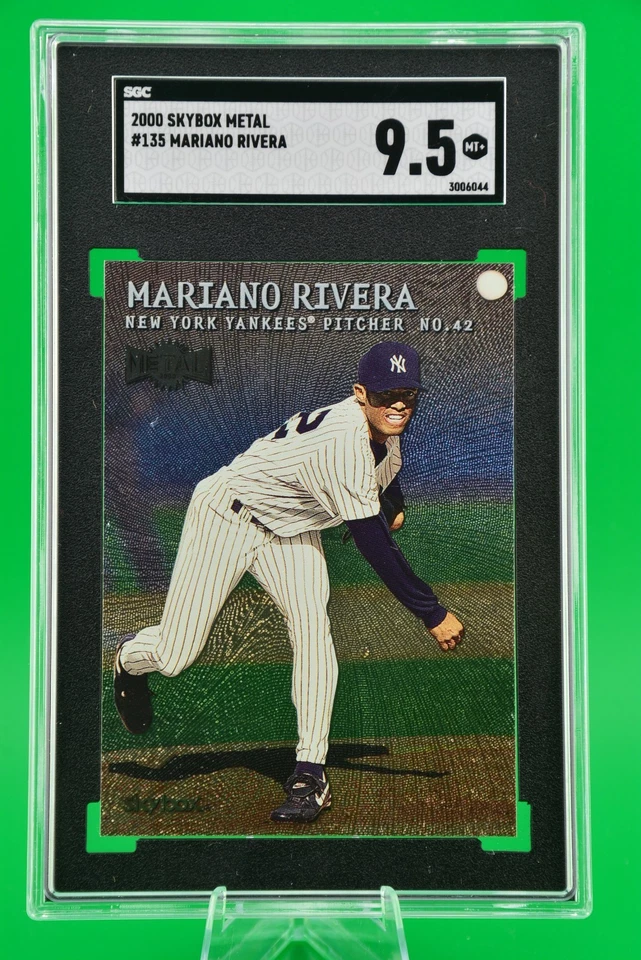 SGC
2000 SKYBOX METAL
#135 MARIANO RIVERA
9.5 MT+
3006044
MARIANO RIVERA
NEW YORK YANKEES® PITCHER NO.42
METAL
NY
2
skybox